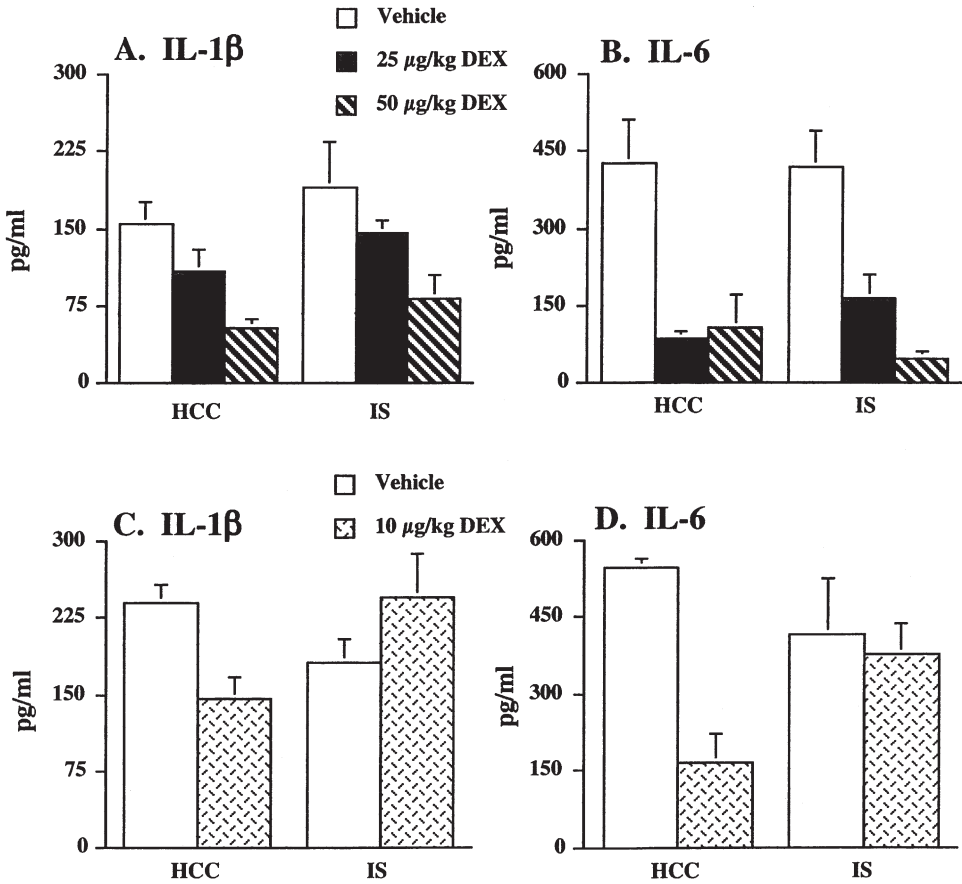 Vehicle
25 µg/kg DEX
50 µg/kg DEX
A. IL-1β
300
225
150
75
0
pg/ml
HCC
IS
B. IL-6
600
450
300
150
0
pg/ml
HCC
IS
Vehicle
10 µg/kg DEX
C. IL-1β
300
225
150
75
0
pg/ml
HCC
IS
D. IL-6
600
450
300
150
0
pg/ml
HCC
IS